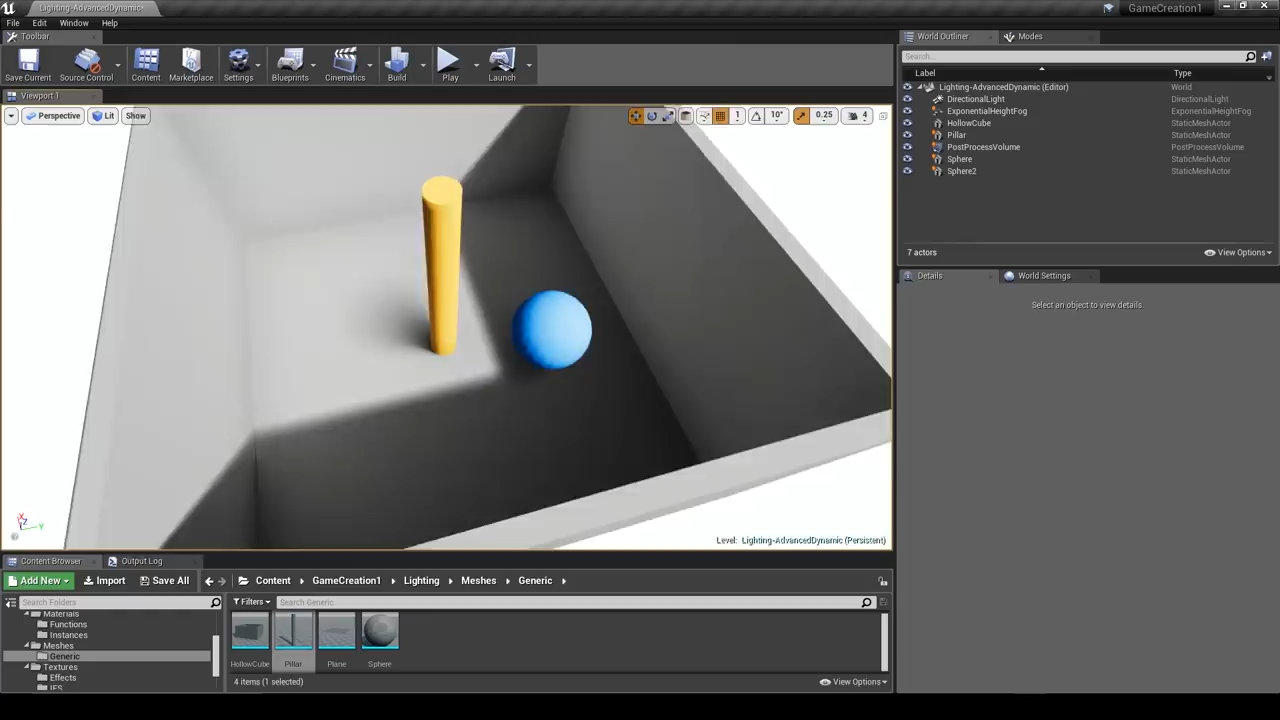 Lighting-AdvancedDynamic*
GameCreation1
File Edit Window Help
Toolbar
Save Current Source Control Content Marketplace Settings Blueprints Cinematics Build Play Launch
Viewport 1
Perspective Lit Show
1 10° 0.25 4
Level: Lighting-AdvancedDynamic (Persistent)
World Outliner Modes
Search...
Label Type
Lighting-AdvancedDynamic (Editor) World
DirectionalLight DirectionalLight
ExponentialHeightFog ExponentialHeightFog
HollowCube StaticMeshActor
Pillar StaticMeshActor
PostProcessVolume PostProcessVolume
Sphere StaticMeshActor
Sphere2 StaticMeshActor
7 actors View Options
Details World Settings
Select an object to view details.
Content Browser Output Log
Add New Import Save All Content GameCreation1 Lighting Meshes Generic
Search Folders
Filters Search Generic
Materials
Functions
Instances
Meshes
Generic
Textures
Effects
IES
HollowCube Pillar Plane Sphere
4 items (1 selected) View Options